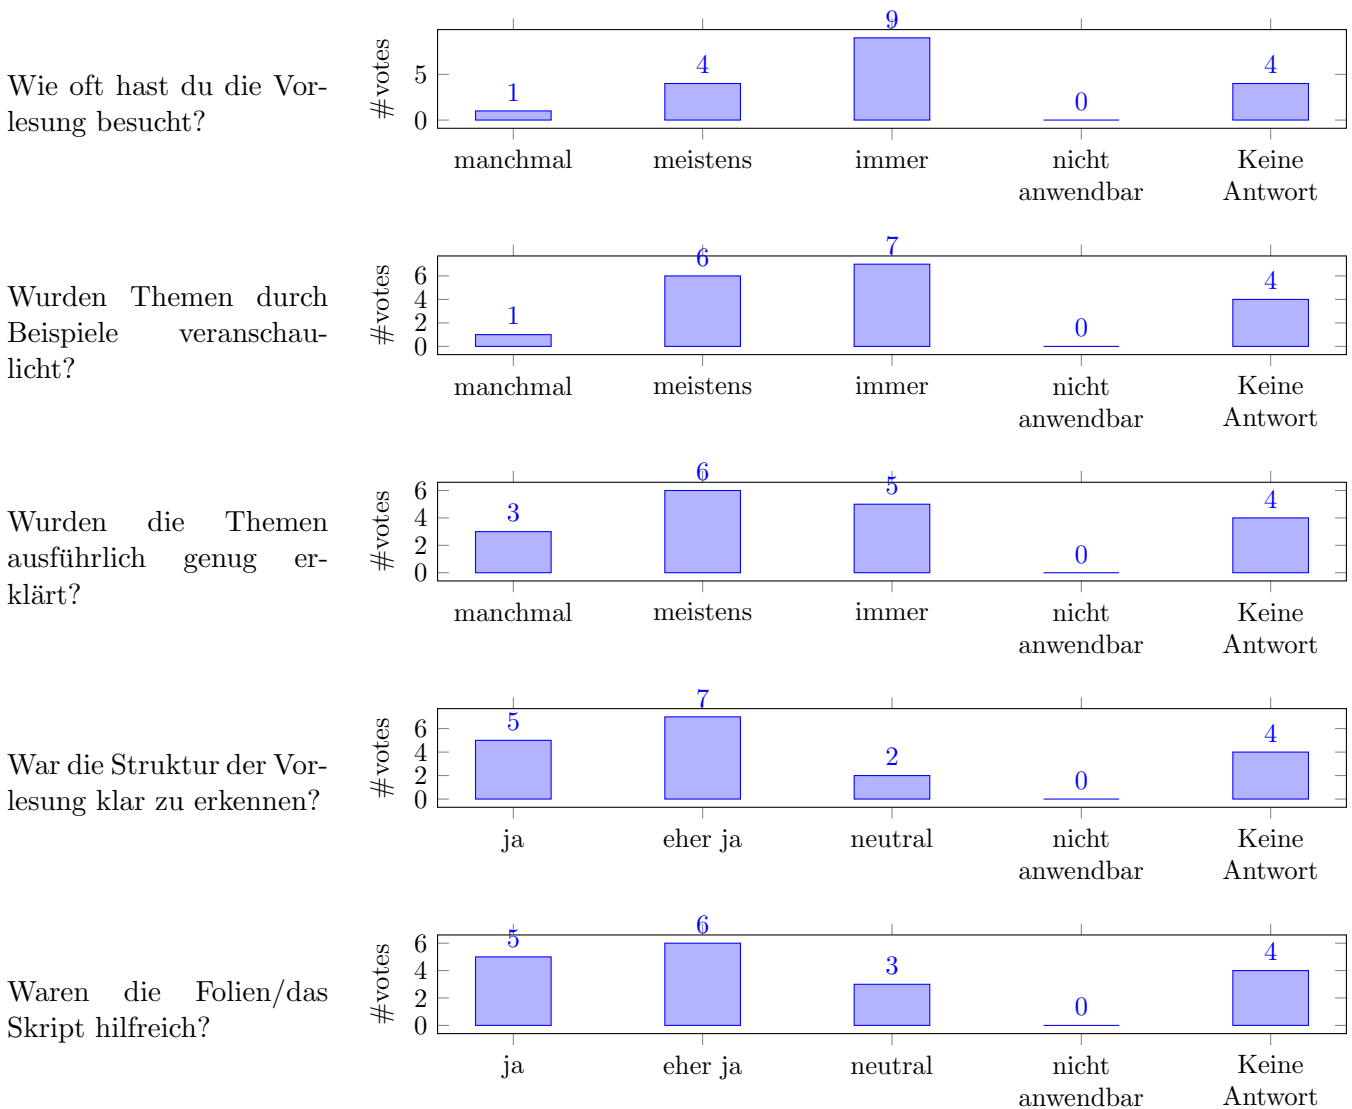 Wie oft hast du die Vor-
lesung besucht?
#votes
5
0
1
4
9
0
4
manchmal meistens immer nicht anwendbar Keine Antwort
Wurden Themen durch
Beispiele veranschau-
licht?
#votes
6
4
2
0
1
6
7
0
4
manchmal meistens immer nicht anwendbar Keine Antwort
Wurden die Themen
ausführlich genug er-
klärt?
#votes
6
4
2
0
3
6
5
0
4
manchmal meistens immer nicht anwendbar Keine Antwort
War die Struktur der Vor-
lesung klar zu erkennen?
#votes
6
4
2
0
5
7
2
0
4
ja eher ja neutral nicht anwendbar Keine Antwort
Waren die Folien/das
Skript hilfreich?
#votes
6
4
2
0
5
6
3
0
4
ja eher ja neutral nicht anwendbar Keine Antwort